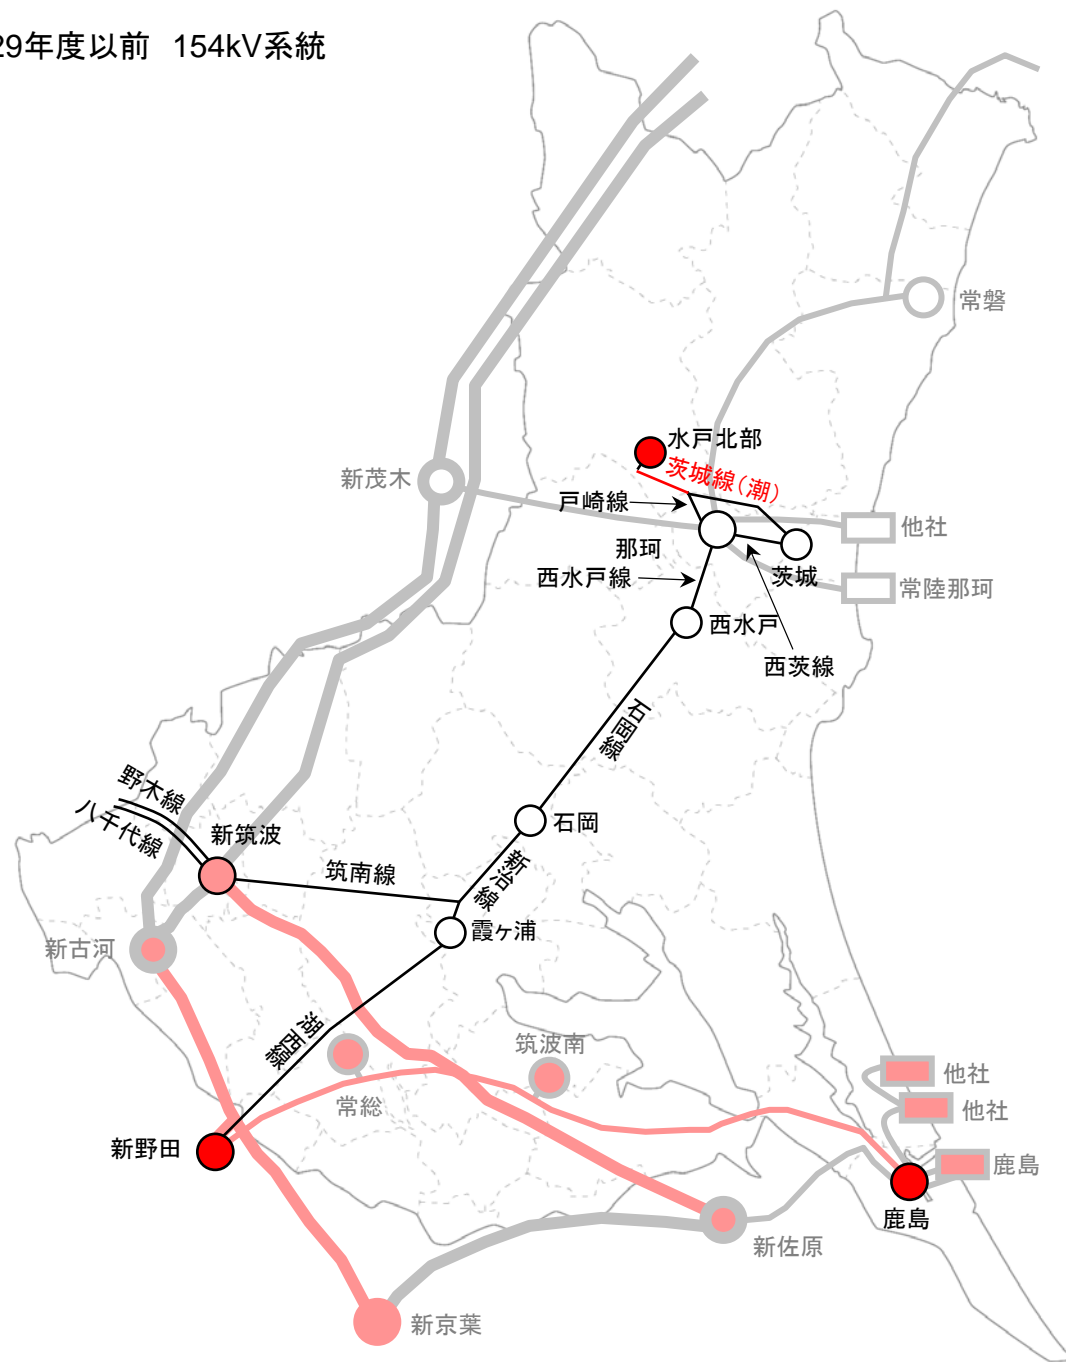 29年度以前 154kV系統
常磐
水戸北部
新茂木
茨城線(潮)
戸崎線
他社
那珂
西水戸線
茨城
常陸那珂
西水戸
西茨線
石岡線
野木線
八千代線
新筑波
石岡
筑南線
新治線
霞ヶ浦
新古河
湖西線
筑波南
他社
常総
他社
新野田
鹿島
鹿島
新佐原
新京葉